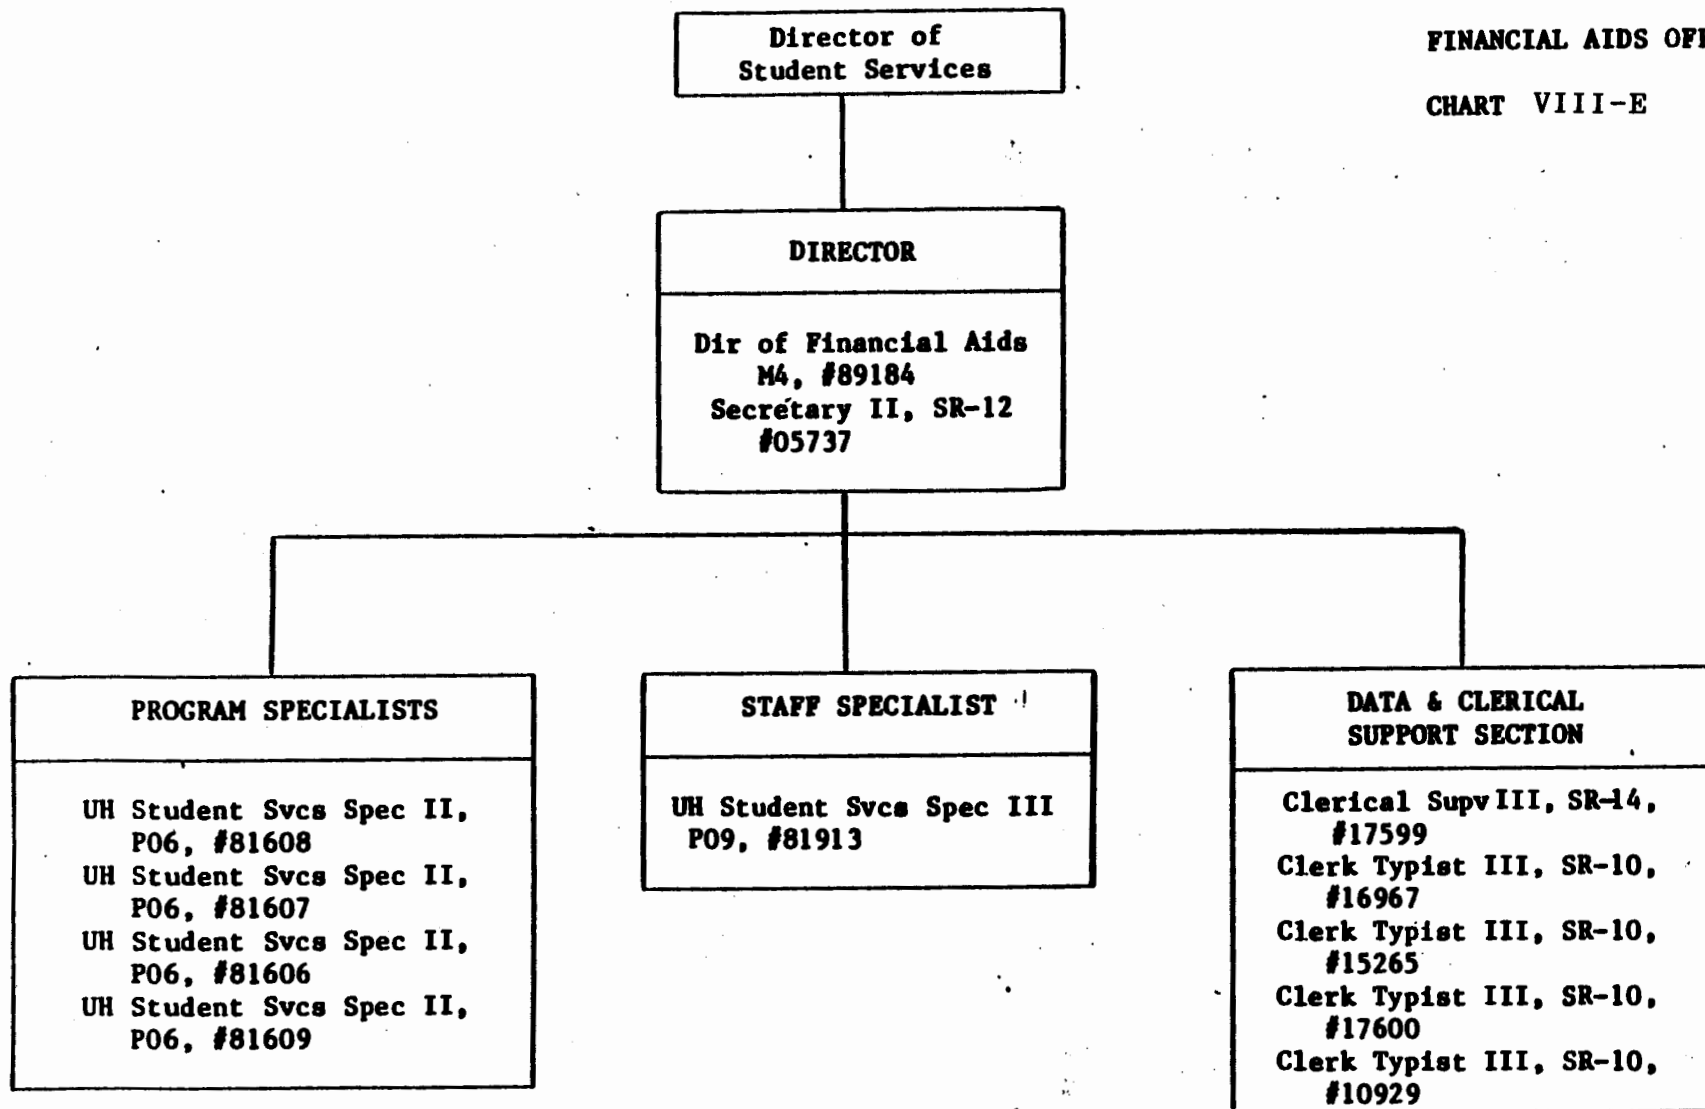 Director of
Student Services
FINANCIAL AIDS OFF
CHART VIII-E
DIRECTOR
Dir of Financial Aids
M4, #89184
Secretary II, SR-12
#05737
PROGRAM SPECIALISTS
UH Student Svcs Spec II,
P06, #81608
UH Student Svcs Spec II,
P06, #81607
UH Student Svcs Spec II,
P06, #81606
UH Student Svcs Spec II,
P06, #81609
STAFF SPECIALIST
UH Student Svcs Spec III
P09, #81913
DATA & CLERICAL
SUPPORT SECTION
Clerical Supv III, SR-14,
#17599
Clerk Typist III, SR-10,
#16967
Clerk Typist III, SR-10,
#15265
Clerk Typist III, SR-10,
#17600
Clerk Typist III, SR-10,
#10929